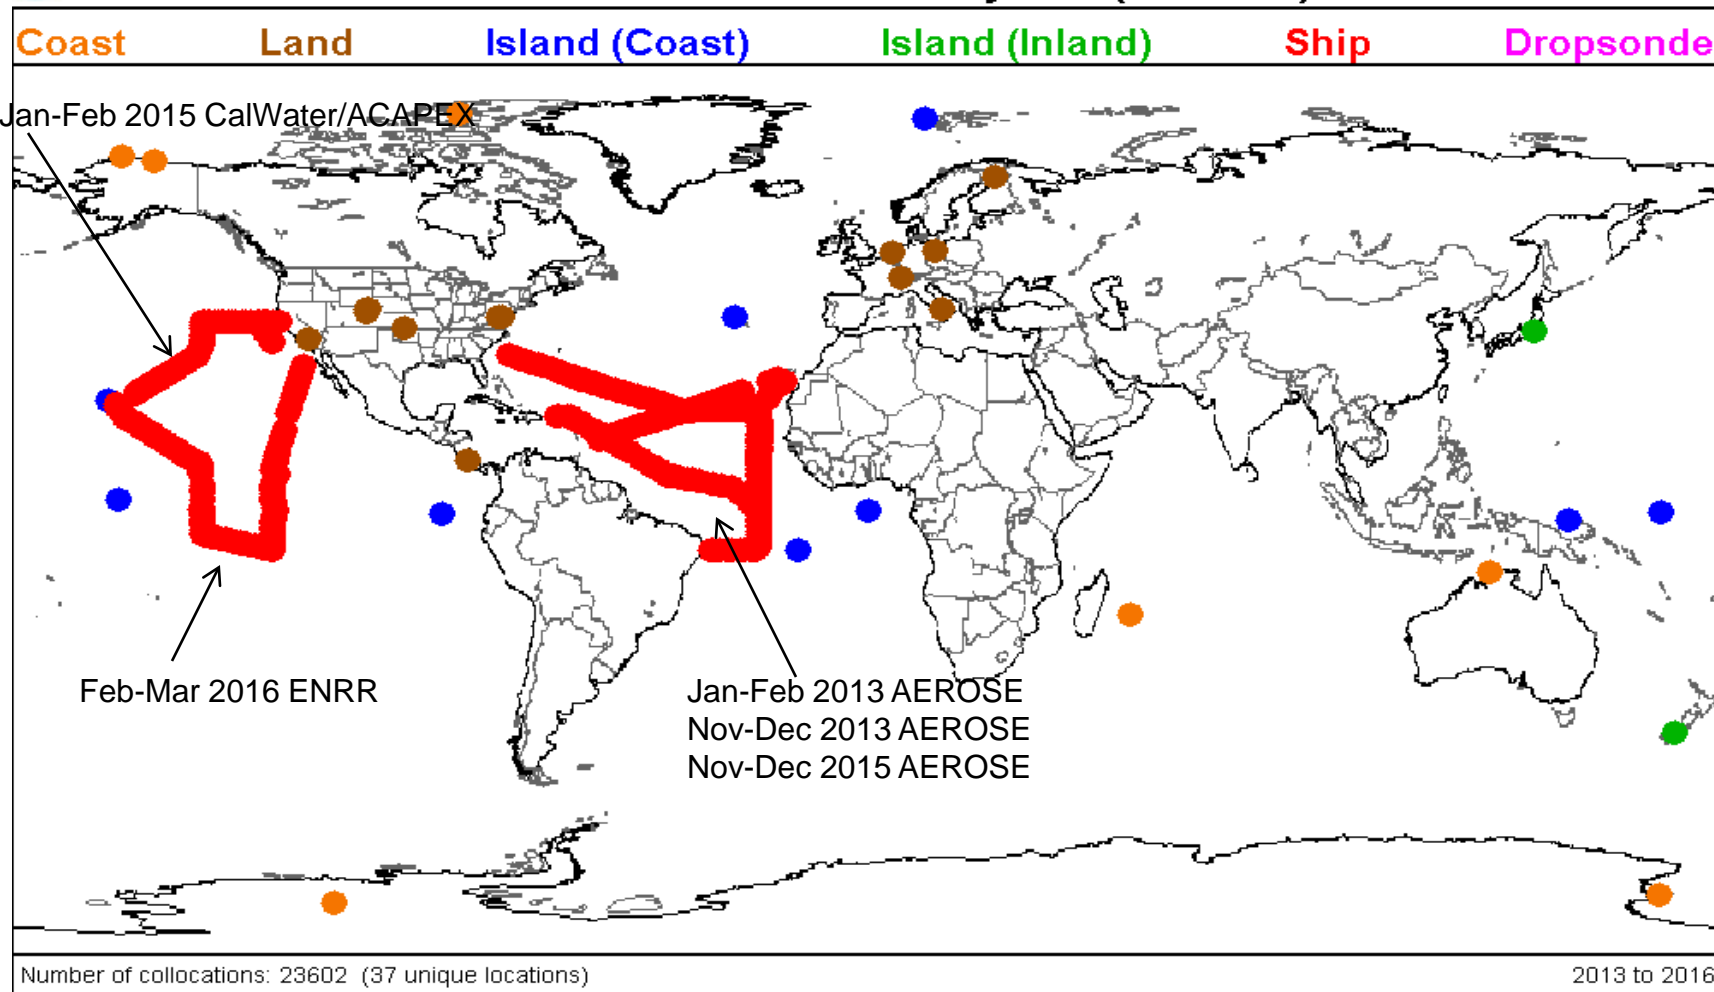 Coast Land Island (Coast) Island (Inland) Ship Dropsonde
Jan-Feb 2015 CalWater/ACAPEX
Feb-Mar 2016 ENRR
Jan-Feb 2013 AEROSE
Nov-Dec 2013 AEROSE
Nov-Dec 2015 AEROSE
Number of collocations: 23602 (37 unique locations)
2013 to 2016